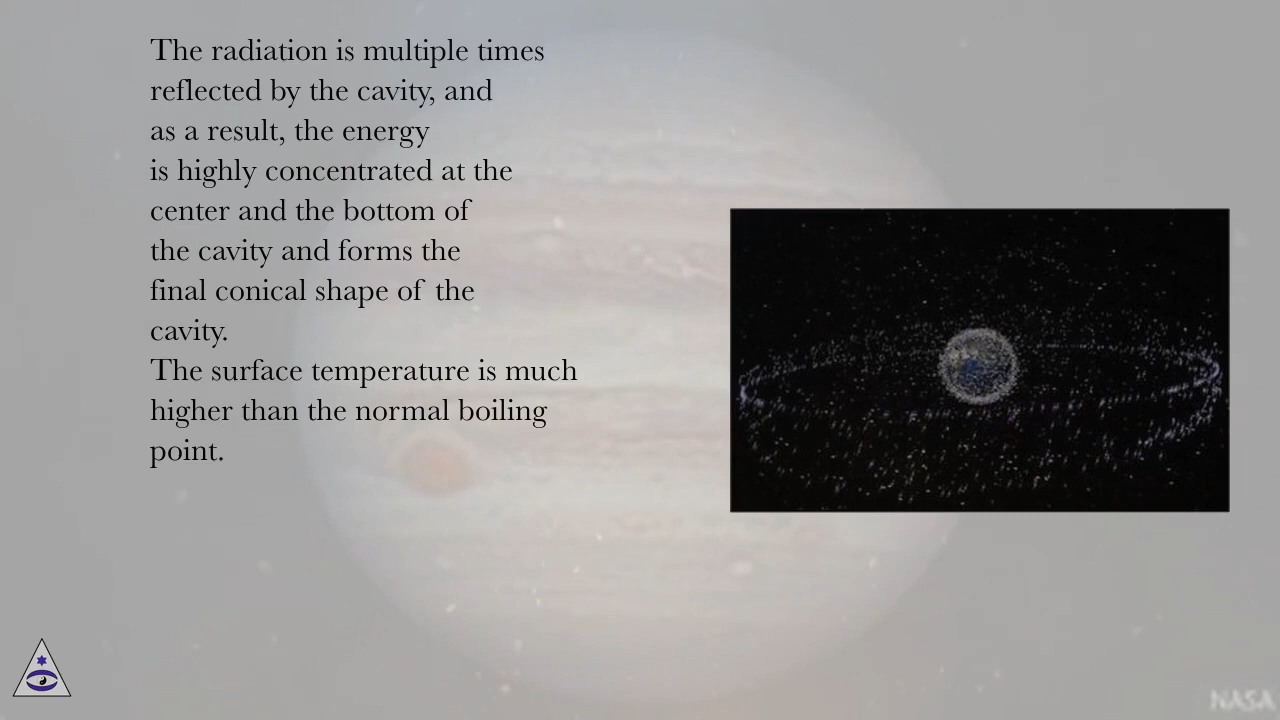 The radiation is multiple times
reflected by the cavity, and
as a result, the energy
is highly concentrated at the
center and the bottom of
the cavity and forms the
final conical shape of the
cavity.
The surface temperature is much
higher than the normal boiling
point.
NASA